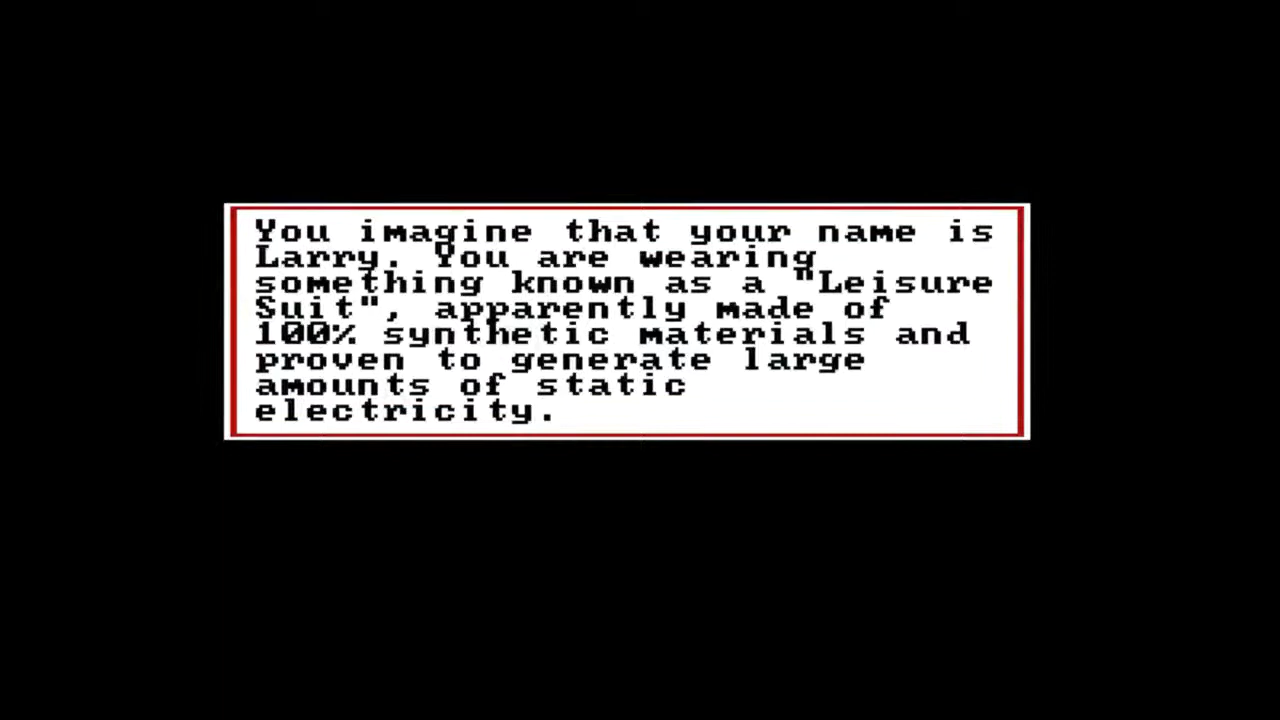 You imagine that your name is
Larry. You are wearing
something known as a "Leisure
Suit", apparently made of
100% synthetic materials and
proven to generate large
amounts of static
electricity.